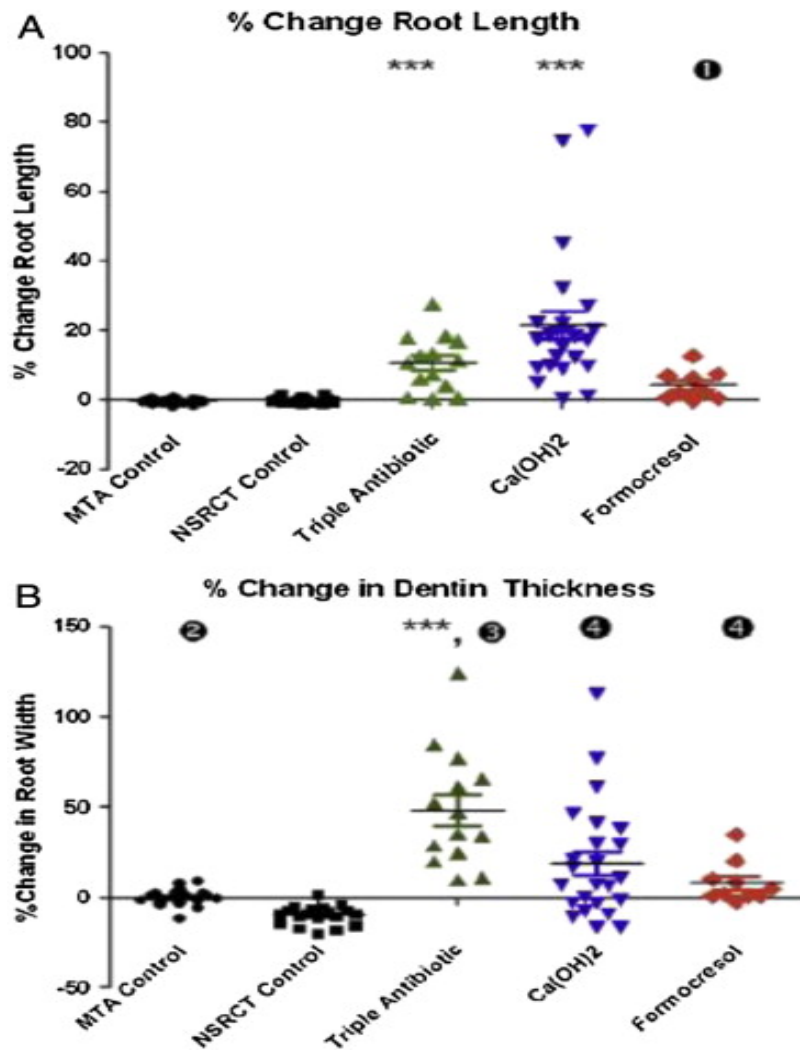 A
% Change Root Length
% Change Root Length
100
80
60
40
20
0
-20
*** *** ❶
MTA Control
NSRCT Control
Triple Antibiotic
Ca(OH)2
Formocresol
B
% Change in Dentin Thickness
%Change in Root Width
150
100
50
0
-50
❷ ***, ❸ ❹ ❹
MTA Control
NSRCT Control
Triple Antibiotic
Ca(OH)2
Formocresol